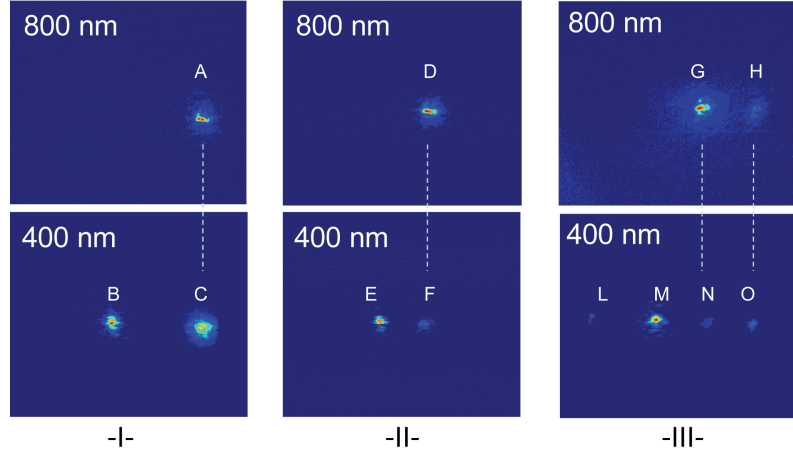 800 nm
800 nm
800 nm
A
D
G H
400 nm
400 nm
400 nm
B C
E F
L M N O
-I-
-II-
-III-